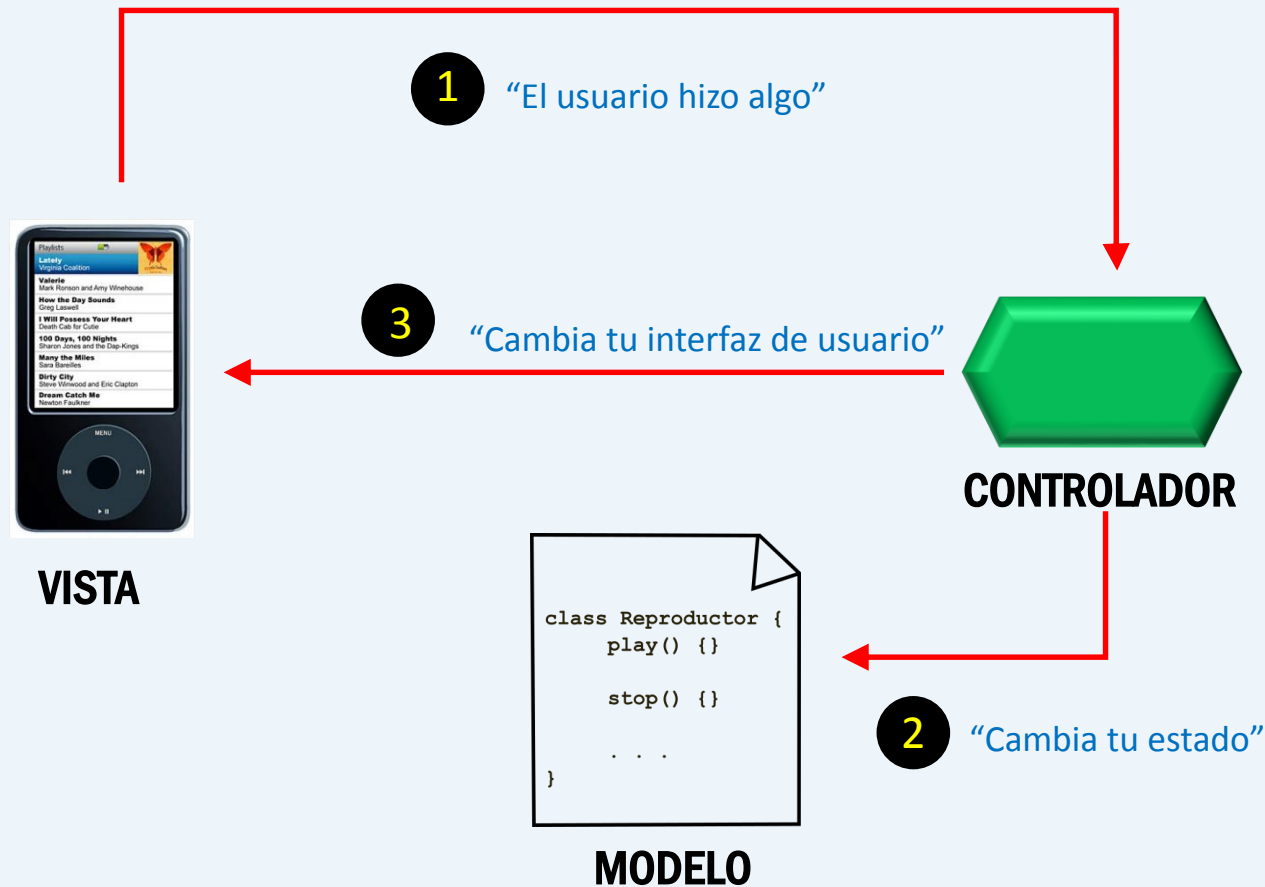 1
“El usuario hizo algo”
Playlists
Lately
Virginia Coalition
Valerie
Mark Ronson and Amy Winehouse
How the Day Sounds
Greg Laswell
I Will Possess Your Heart
Death Cab for Cutie
100 Days, 100 Nights
Sharon Jones and the Dap-Kings
Many the Miles
Sara Bareilles
Dirty City
Steve Winwood and Eric Clapton
Dream Catch Me
Newton Faulkner
MENU
VISTA
3
“Cambia tu interfaz de usuario”
CONTROLADOR
class Reproductor {
play() {}
stop() {}
. . .
}
MODELO
2
“Cambia tu estado”